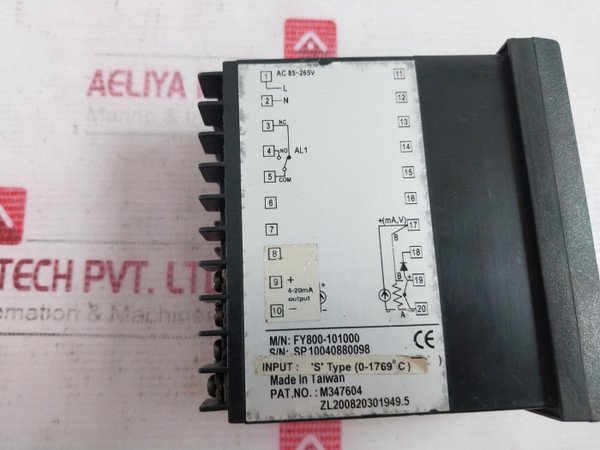 AELIYA
Marine & In
TECH PVT. LTD
omation & Machinery
1 AC 85~265V 11
L
2 N 12
3 NC 13
4 NO AL1 14
5 COM 15
6 16
7 +(mA,V) 17
B
8 18
9 + 4-20mA B + 19
output
10 − A 20
M/N: FY800-101000
S/N: SP10040880098
INPUT : 'S' Type (0-1769°C) )
Made in Taiwan
PAT.NO.: M347604
ZL200820301949.5
CE